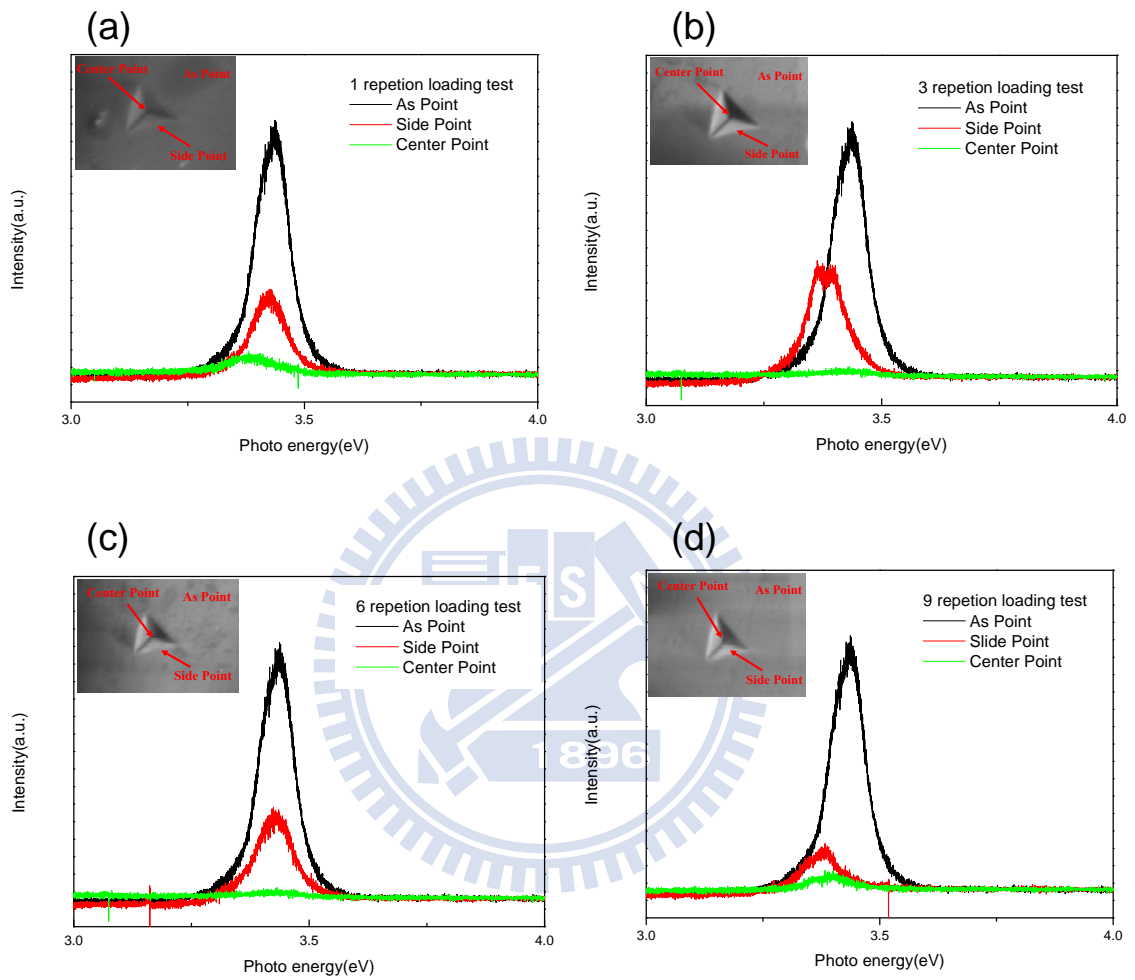 (a)
Center Point
As Point
Side Point
1 repetion loading test
As Point
Side Point
Center Point
Intensity(a.u.)
3.0
3.5
4.0
Photo energy(eV)
(b)
Center Point
As Point
Side Point
3 repetion loading test
As Point
Side Point
Center Point
Intensity(a.u.)
3.0
3.5
4.0
Photo energy(eV)
(c)
Center Point
As Point
Side Point
6 repetion loading test
As Point
Side Point
Center Point
Intensity(a.u.)
3.0
3.5
4.0
Photo energy(eV)
(d)
Center Point
As Point
Side Point
9 repetion loading test
As Point
Slide Point
Center Point
Intensity(a.u.)
3.0
3.5
4.0
Photo energy(eV)
1896